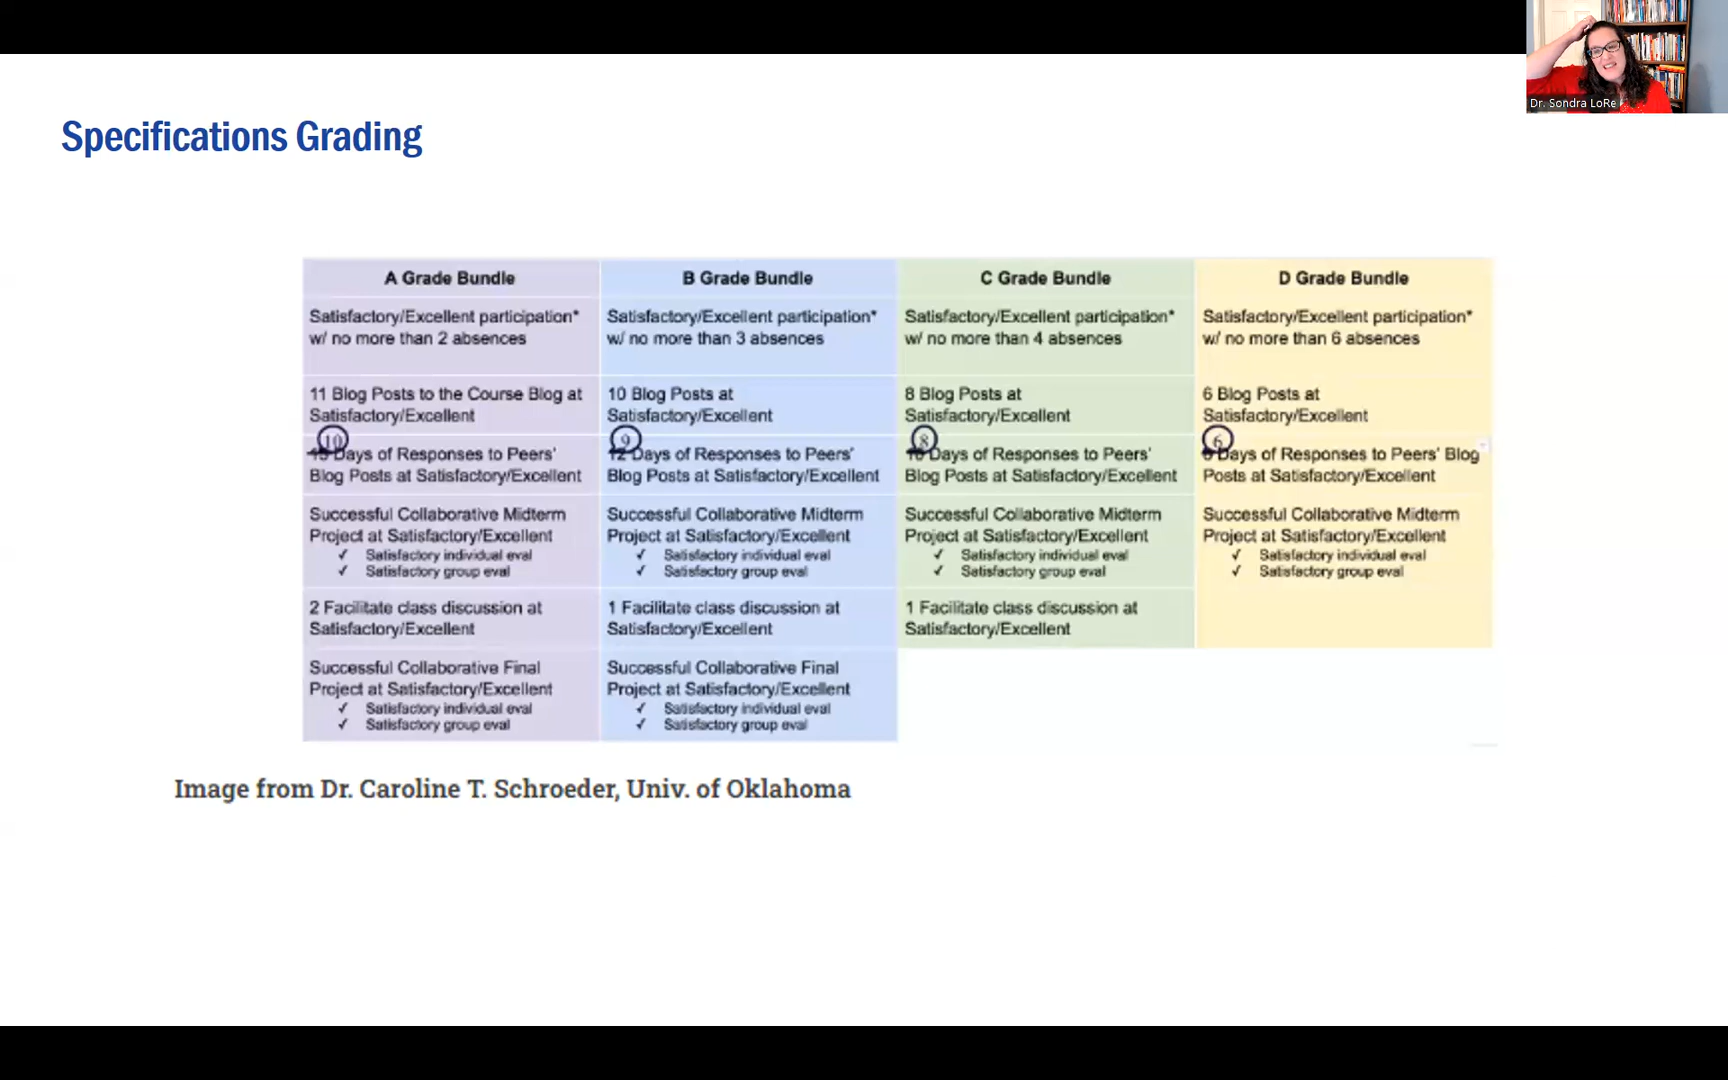 Dr. Sondra LoRe
Specifications Grading
A Grade Bundle
Satisfactory/Excellent participation*
w/ no more than 2 absences
11 Blog Posts to the Course Blog at
Satisfactory/Excellent
10
Days of Responses to Peers'
Blog Posts at Satisfactory/Excellent
Successful Collaborative Midterm
Project at Satisfactory/Excellent
✓ Satisfactory individual eval
✓ Satisfactory group eval
2 Facilitate class discussion at
Satisfactory/Excellent
Successful Collaborative Final
Project at Satisfactory/Excellent
✓ Satisfactory individual eval
✓ Satisfactory group eval
B Grade Bundle
Satisfactory/Excellent participation*
w/ no more than 3 absences
10 Blog Posts at
Satisfactory/Excellent
9
12 Days of Responses to Peers'
Blog Posts at Satisfactory/Excellent
Successful Collaborative Midterm
Project at Satisfactory/Excellent
✓ Satisfactory individual eval
✓ Satisfactory group eval
1 Facilitate class discussion at
Satisfactory/Excellent
Successful Collaborative Final
Project at Satisfactory/Excellent
✓ Satisfactory individual eval
✓ Satisfactory group eval
C Grade Bundle
Satisfactory/Excellent participation*
w/ no more than 4 absences
8 Blog Posts at
Satisfactory/Excellent
8
10 Days of Responses to Peers'
Blog Posts at Satisfactory/Excellent
Successful Collaborative Midterm
Project at Satisfactory/Excellent
✓ Satisfactory individual eval
✓ Satisfactory group eval
1 Facilitate class discussion at
Satisfactory/Excellent
D Grade Bundle
Satisfactory/Excellent participation*
w/ no more than 6 absences
6 Blog Posts at
Satisfactory/Excellent
6
Days of Responses to Peers' Blog
Posts at Satisfactory/Excellent
Successful Collaborative Midterm
Project at Satisfactory/Excellent
✓ Satisfactory individual eval
✓ Satisfactory group eval
Image from Dr. Caroline T. Schroeder, Univ. of Oklahoma